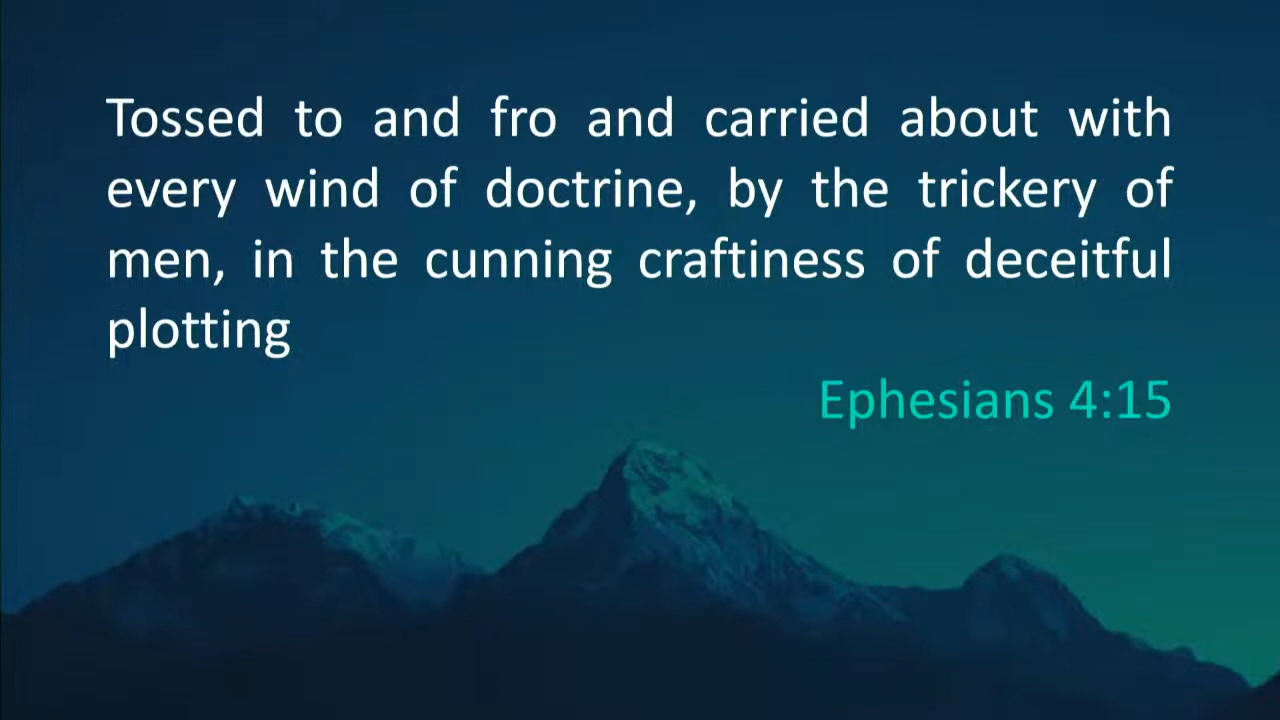 Tossed to and fro and carried about with
every wind of doctrine, by the trickery of
men, in the cunning craftiness of deceitful
plotting
Ephesians 4:15